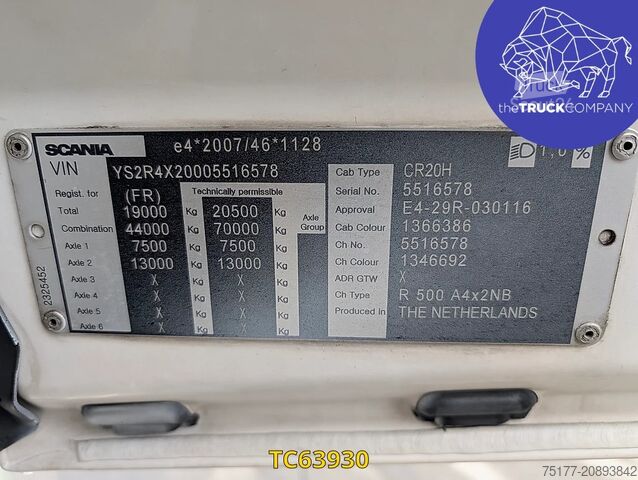 theTRUCKCOMPANY
SCANIA e4*2007/46*1128
1,0%
VIN YS2R4X20005516578
Cab Type CR20H
Regist. for (FR) Technically permissible
Serial No. 5516578
Total 19000 Kg 20500 Kg
Axle Group
Approval E4-29R-030116
Combination 44000 Kg 70000 Kg
Cab Colour 1366386
Axle 1 7500 Kg 7500 Kg
Ch No. 5516578
Axle 2 13000 Kg 13000 Kg
Ch Colour 1346692
Axle 3 X Kg X Kg
ADR GTW X
Axle 4 X Kg X Kg
Ch Type R 500 A4x2NB
Axle 5 X Kg X Kg
Produced In THE NETHERLANDS
Axle 6 X Kg X Kg
2325452
TC63930
75177-20893842